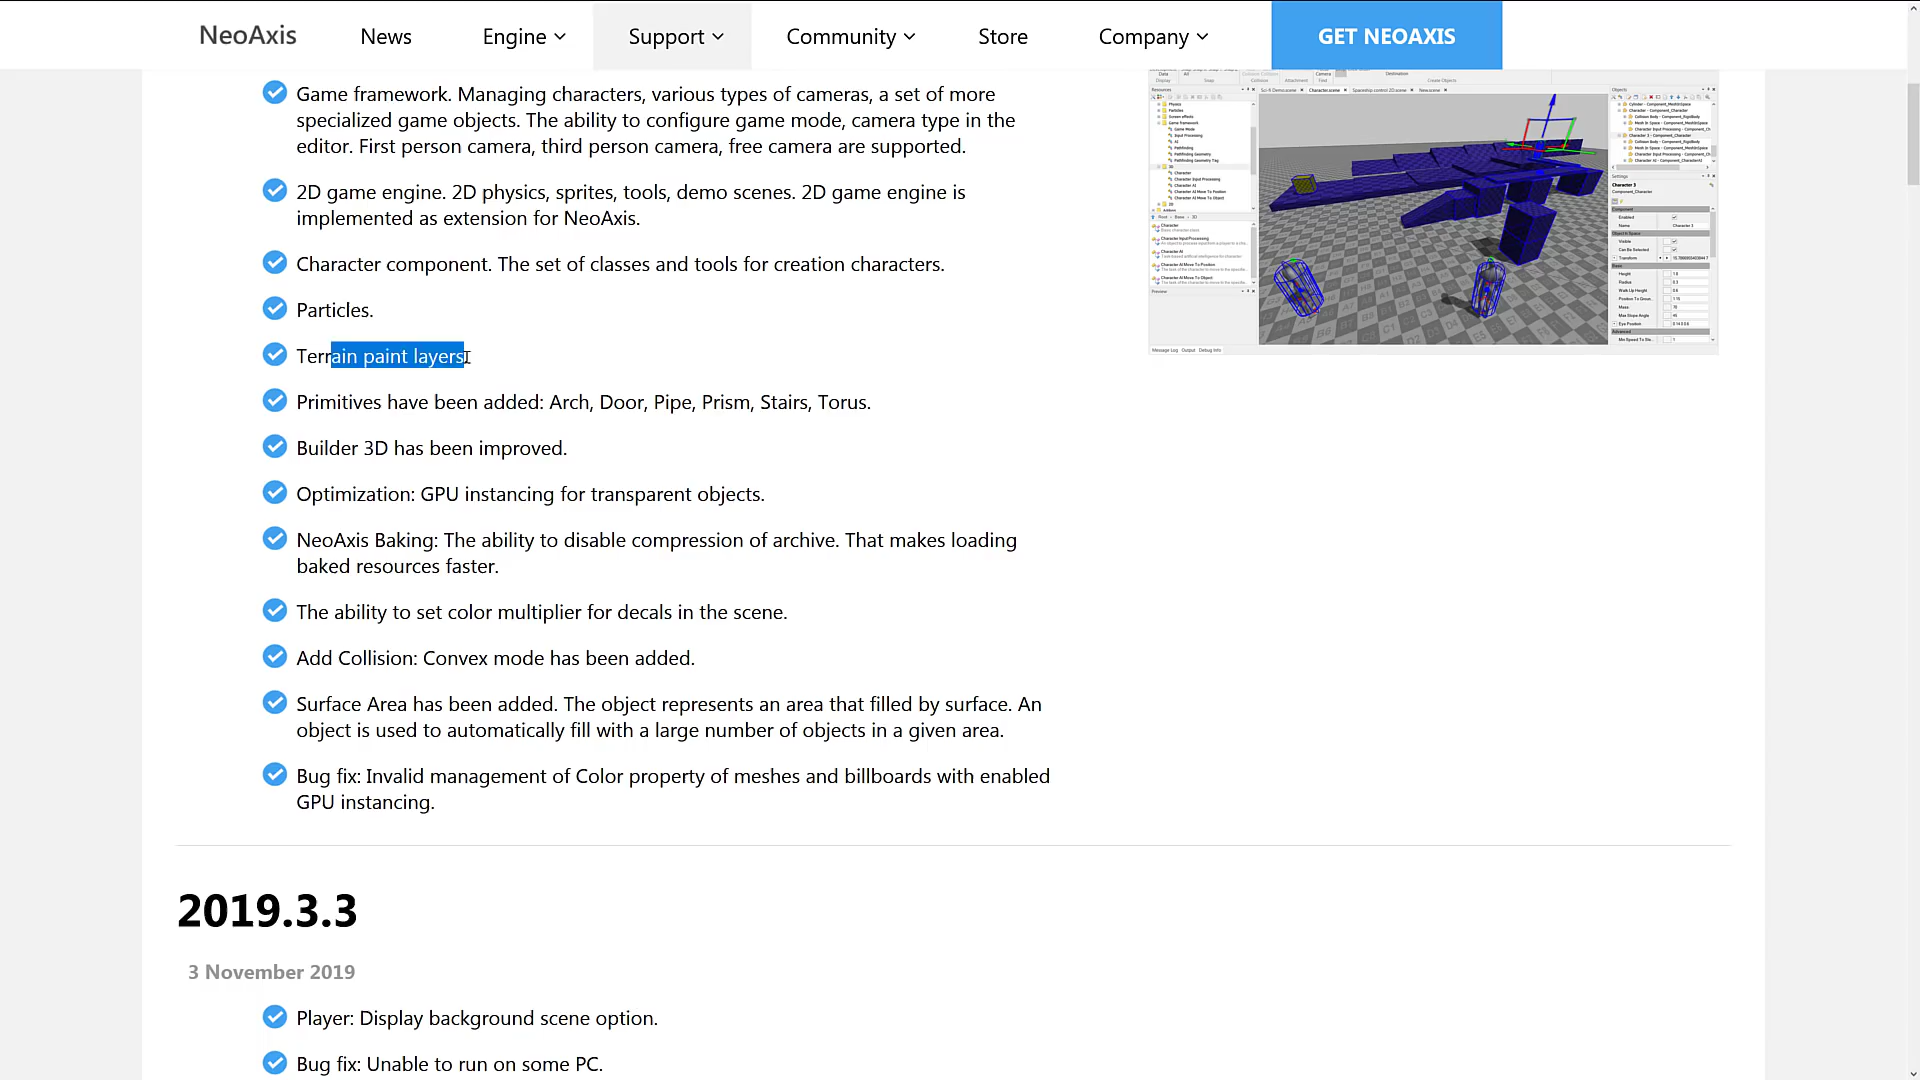 NeoAxis
News
Engine
Support
Community
Store
Company
GET NEOAXIS
Game framework. Managing characters, various types of cameras, a set of more
specialized game objects. The ability to configure game mode, camera type in the
editor. First person camera, third person camera, free camera are supported.
2D game engine. 2D physics, sprites, tools, demo scenes. 2D game engine is
implemented as extension for NeoAxis.
Character component. The set of classes and tools for creation characters.
Particles.
Terrain paint layers
Primitives have been added: Arch, Door, Pipe, Prism, Stairs, Torus.
Builder 3D has been improved.
Optimization: GPU instancing for transparent objects.
NeoAxis Baking: The ability to disable compression of archive. That makes loading
baked resources faster.
The ability to set color multiplier for decals in the scene.
Add Collision: Convex mode has been added.
Surface Area has been added. The object represents an area that filled by surface. An
object is used to automatically fill with a large number of objects in a given area.
Bug fix: Invalid management of Color property of meshes and billboards with enabled
GPU instancing.
2019.3.3
3 November 2019
Player: Display background scene option.
Bug fix: Unable to run on some PC.